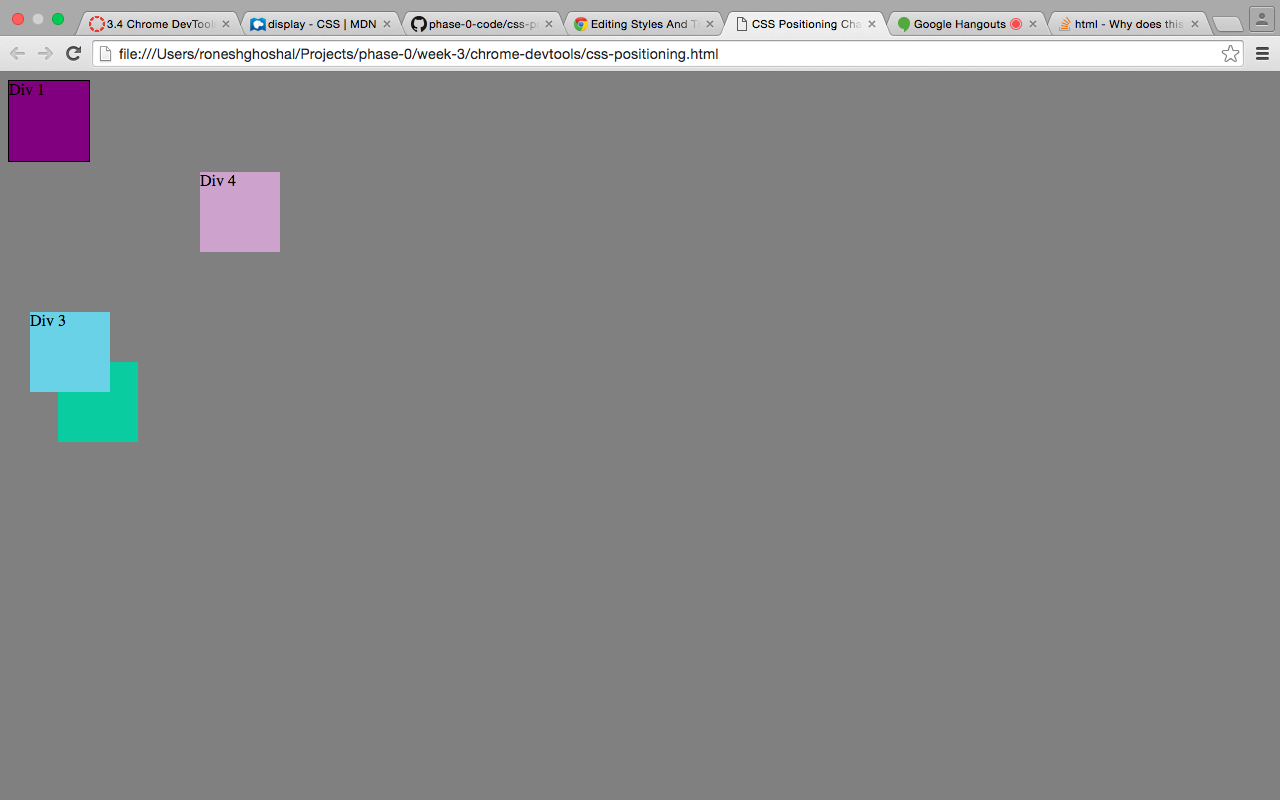 3.4 Chrome DevTool
display - CSS | MDN
phase-0-code/css-po
Editing Styles And T
CSS Positioning Cha
Google Hangouts
html - Why does this
file:///Users/roneshghoshal/Projects/phase-0/week-3/chrome-devtools/css-positioning.html
Div 1
Div 4
Div 3